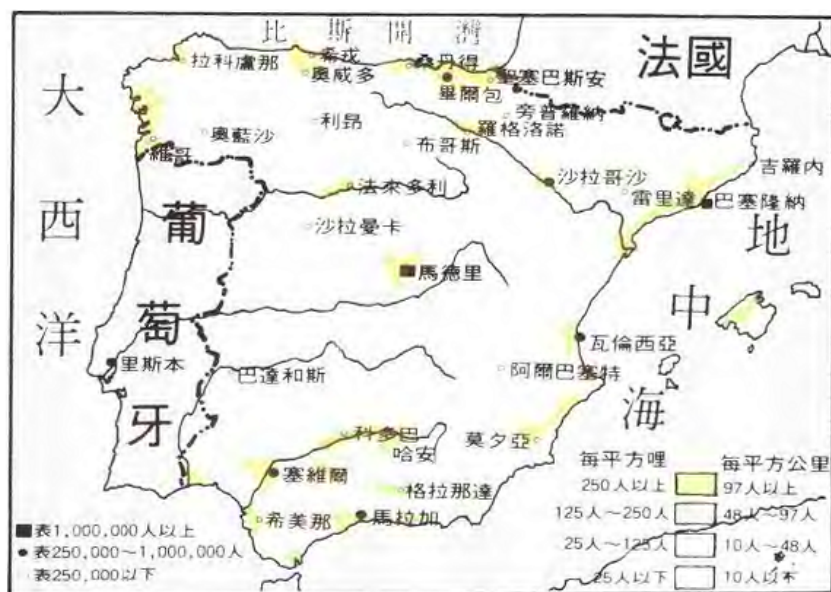 比斯開灣
法國
大西洋
地中海
葡萄牙
拉科盧那
希戎
奧威多
丹得
畢爾包
聖塞巴斯安
旁普羅納
羅格洛諾
利昂
布哥斯
奧藍沙
維哥
法來多利
沙拉哥沙
雷里達
吉羅內
巴塞隆納
沙拉曼卡
馬德里
瓦倫西亞
里斯本
巴達和斯
阿爾巴塞特
科多巴
哈安
莫夕亞
塞維爾
格拉那達
希美那
馬拉加
■表1,000,000人以上
●表250,000～1,000,000人
○表250,000以下
每平方哩 每平方公里
250人以上 97人以上
125人～250人 48人～97人
25人～125人 10人～48人
25人以下 10人以下